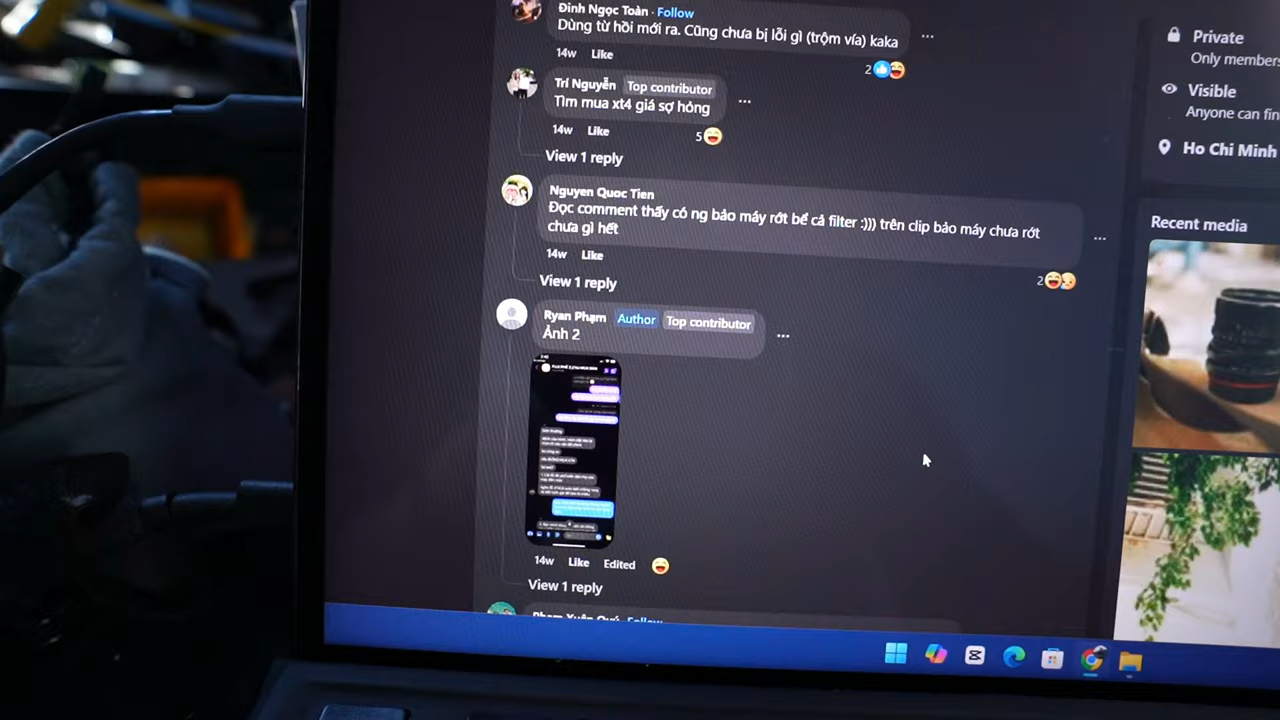 Đinh Ngọc Toàn · Follow
Dùng từ hồi mới ra. Cũng chưa bị lỗi gì (trộm vía) kaka
14w Like
2
Trí Nguyễn Top contributor
Tìm mua xt4 giá sợ hỏng
14w Like
5
View 1 reply
Nguyen Quoc Tien
Đọc comment thấy có ng bảo máy rớt bể cả filter :))) trên clip bảo máy chưa rớt
chưa gì hết
14w Like
2
View 1 reply
Ryan Phạm Author Top contributor
Ảnh 2
14w Like Edited
View 1 reply
Phạm Xuân Quý · Follow
Private
Only members
Visible
Anyone can fin
Ho Chi Minh
Recent media